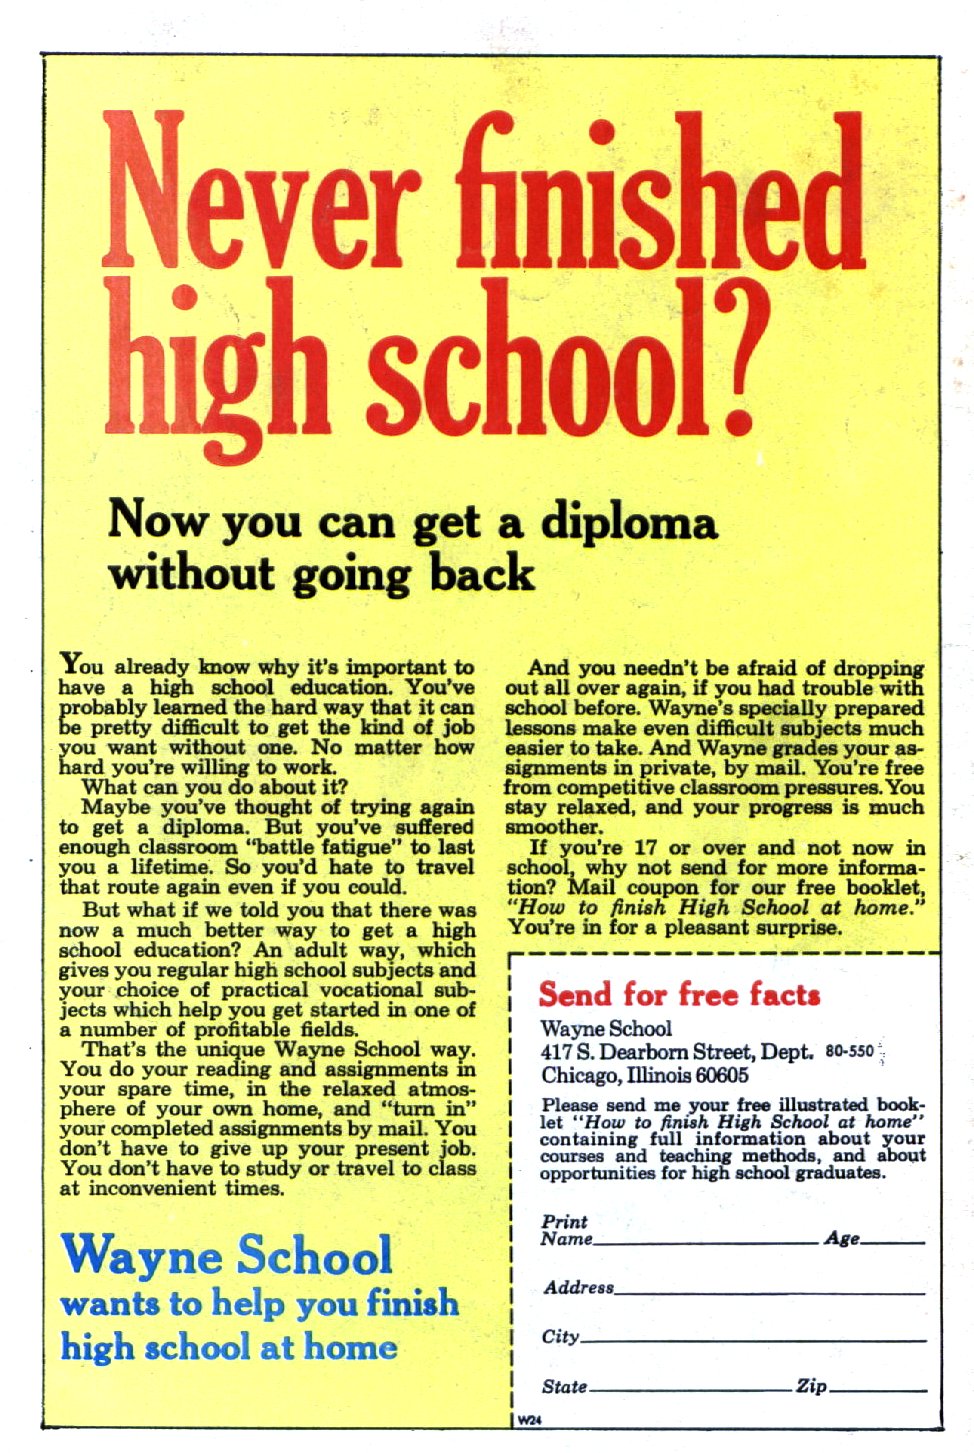 Never finished
high school?
Now you can get a diploma
without going back
You already know why it's important to
have a high school education. You've
probably learned the hard way that it can
be pretty difficult to get the kind of job
you want without one. No matter how
hard you're willing to work.
What can you do about it?
Maybe you've thought of trying again
to get a diploma. But you've suffered
enough classroom "battle fatigue" to last
you a lifetime. So you'd hate to travel
that route again even if you could.
But what if we told you that there was
now a much better way to get a high
school education? An adult way, which
gives you regular high school subjects and
your choice of practical vocational sub-
jects which help you get started in one of
a number of profitable fields.
That's the unique Wayne School way.
You do your reading and assignments in
your spare time, in the relaxed atmos-
phere of your own home, and "turn in"
your completed assignments by mail. You
don't have to give up your present job.
You don't have to study or travel to class
at inconvenient times.
Wayne School
wants to help you finish
high school at home
And you needn't be afraid of dropping
out all over again, if you had trouble with
school before. Wayne's specially prepared
lessons make even difficult subjects much
easier to take. And Wayne grades your as-
signments in private, by mail. You're free
from competitive classroom pressures. You
stay relaxed, and your progress is much
smoother.
If you're 17 or over and not now in
school, why not send for more informa-
tion? Mail coupon for our free booklet,
"How to finish High School at home."
You're in for a pleasant surprise.
Send for free facts
Wayne School
417 S. Dearborn Street, Dept. 80-550
Chicago, Illinois 60605
Please send me your free illustrated book-
let "How to finish High School at home"
containing full information about your
courses and teaching methods, and about
opportunities for high school graduates.
Print
Name Age
Address
City
State Zip
W24